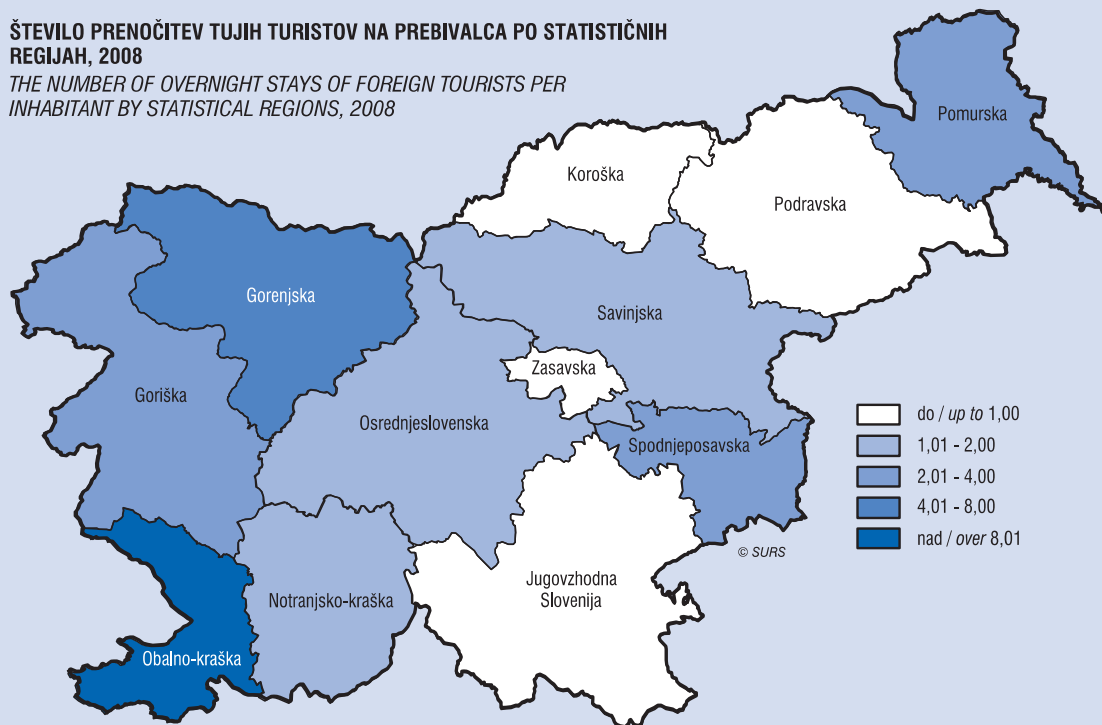 ŠTEVILO PRENOČITEV TUJIH TURISTOV NA PREBIVALCA PO STATISTIČNIH
REGIJAH, 2008
THE NUMBER OF OVERNIGHT STAYS OF FOREIGN TOURISTS PER
INHABITANT BY STATISTICAL REGIONS, 2008
Pomurska
Koroška
Podravska
Gorenjska
Savinjska
Zasavska
Goriška
Osrednjeslovenska
Spodnjeposavska
do / up to 1,00
1,01 - 2,00
2,01 - 4,00
4,01 - 8,00
nad / over 8,01
© SURS
Jugovzhodna
Slovenija
Notranjsko-kraška
Obalno-kraška